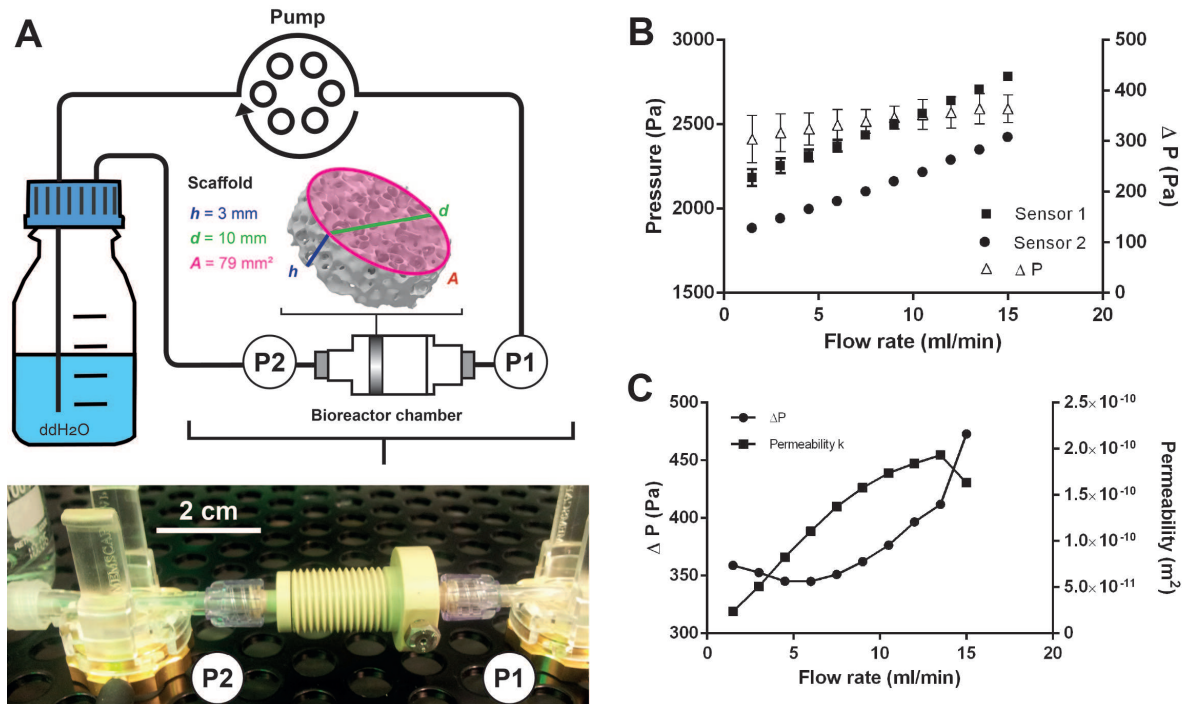 A
Pump
Scaffold
h = 3 mm
d = 10 mm
A = 79 mm²
d
h
A
P2
P1
Bioreactor chamber
ddH2O
2 cm
P2
P1
B
3000
2500
2000
1500
Pressure (Pa)
500
400
300
200
100
0
Δ P (Pa)
Sensor 1
Sensor 2
Δ P
0
5
10
15
20
Flow rate (ml/min)
C
500
450
400
350
300
Δ P (Pa)
ΔP
Permeability k
2.5× 10⁻¹⁰
2.0× 10⁻¹⁰
1.5× 10⁻¹⁰
1.0× 10⁻¹⁰
5.0× 10⁻¹¹
0
Permeability (m²)
0
5
10
15
20
Flow rate (ml/min)